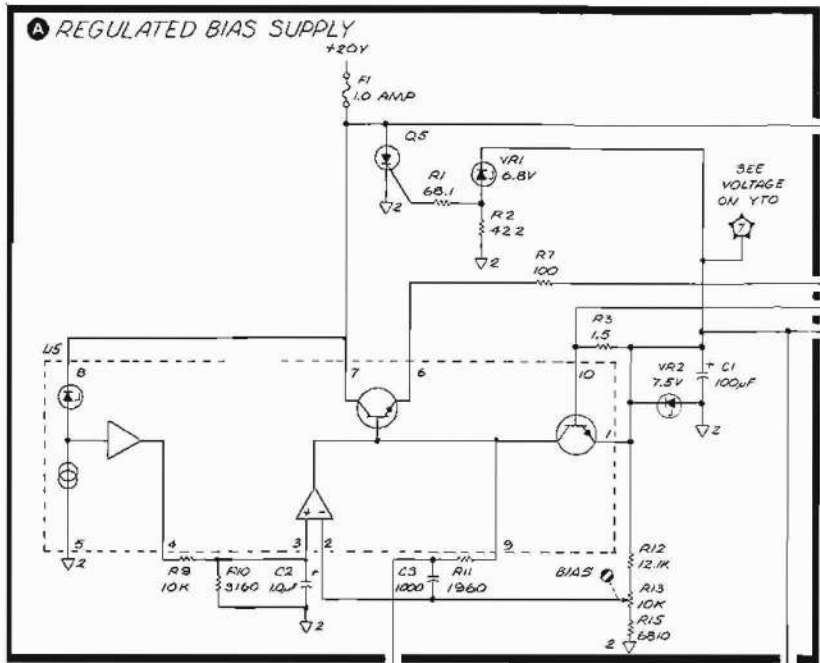 A REGULATED BIAS SUPPLY
+20V
F1
1.0 AMP
Q5
VR1
6.8V
R1
68.1
2
R2
422
2
SEE
VOLTAGE
ON YTO
7
R7
100
R3
1.5
U5
8
7
6
10
VR2
7.5V
+ C1
100µF
2
1
+ -
5
4
3
2
9
2
R9
10K
R10
3160
C2
1.0µF
+
2
C3
1000
R11
1960
BIAS
R12
12.1K
R13
10K
R15
6810
2